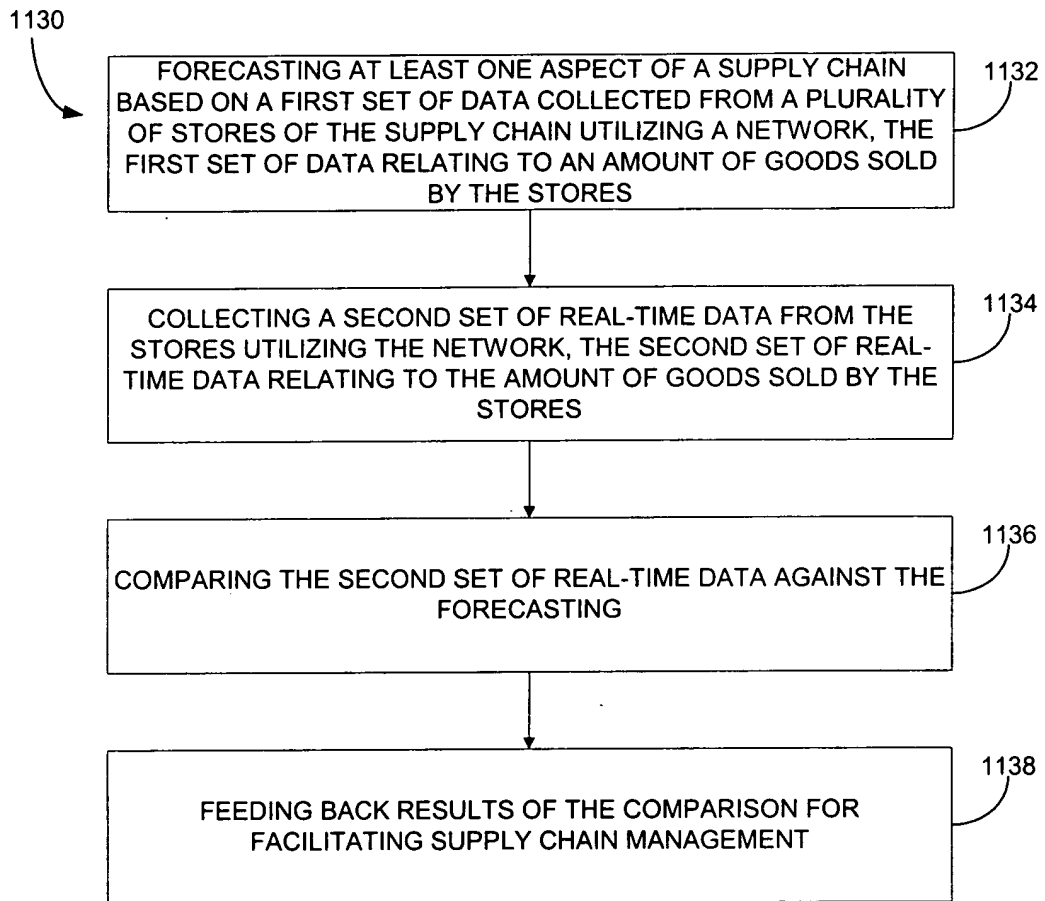 1130
FORECASTING AT LEAST ONE ASPECT OF A SUPPLY CHAIN
BASED ON A FIRST SET OF DATA COLLECTED FROM A PLURALITY
OF STORES OF THE SUPPLY CHAIN UTILIZING A NETWORK, THE
FIRST SET OF DATA RELATING TO AN AMOUNT OF GOODS SOLD
BY THE STORES
1132
COLLECTING A SECOND SET OF REAL-TIME DATA FROM THE
STORES UTILIZING THE NETWORK, THE SECOND SET OF REAL-
TIME DATA RELATING TO THE AMOUNT OF GOODS SOLD BY THE
STORES
1134
COMPARING THE SECOND SET OF REAL-TIME DATA AGAINST THE
FORECASTING
1136
FEEDING BACK RESULTS OF THE COMPARISON FOR
FACILITATING SUPPLY CHAIN MANAGEMENT
1138